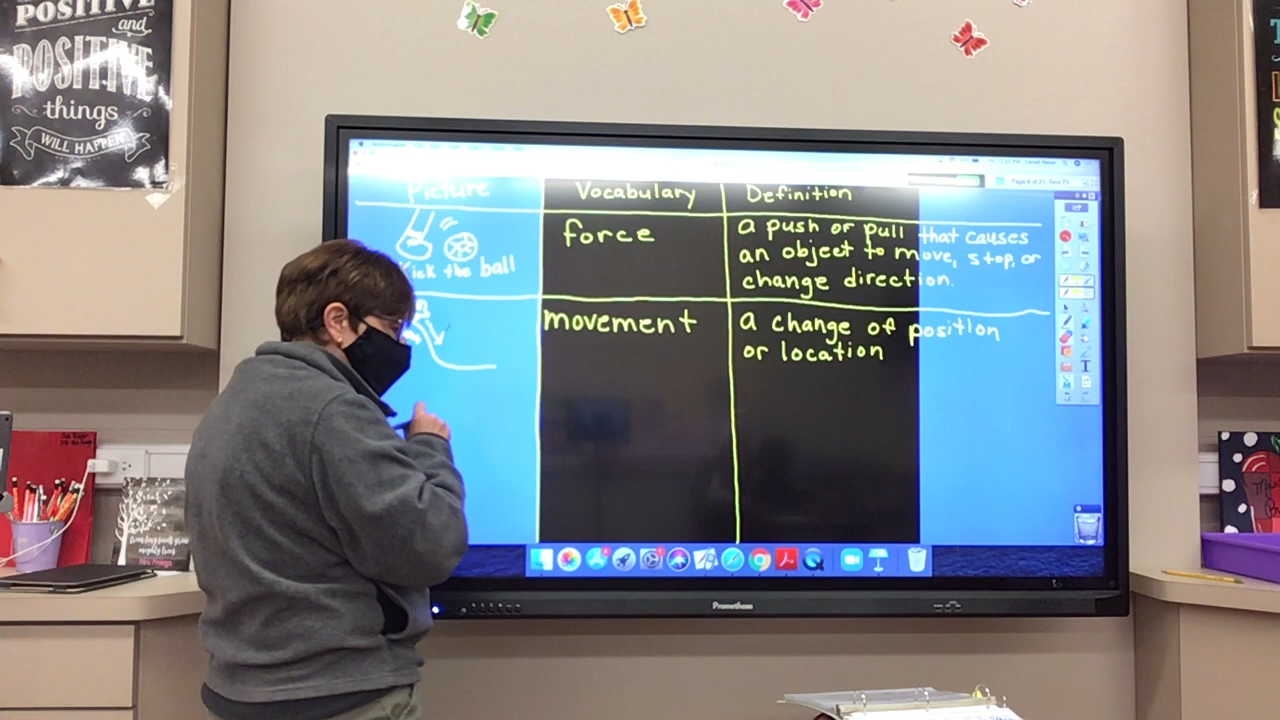 POSITIVE
and
POSITIVE
things
WILL HAPPEN
Picture
Vocabulary
Definition
Kick the ball
force
a push or pull that causes
an object to move, stop, or
change direction.
movement
a change of position
or location
Promethean